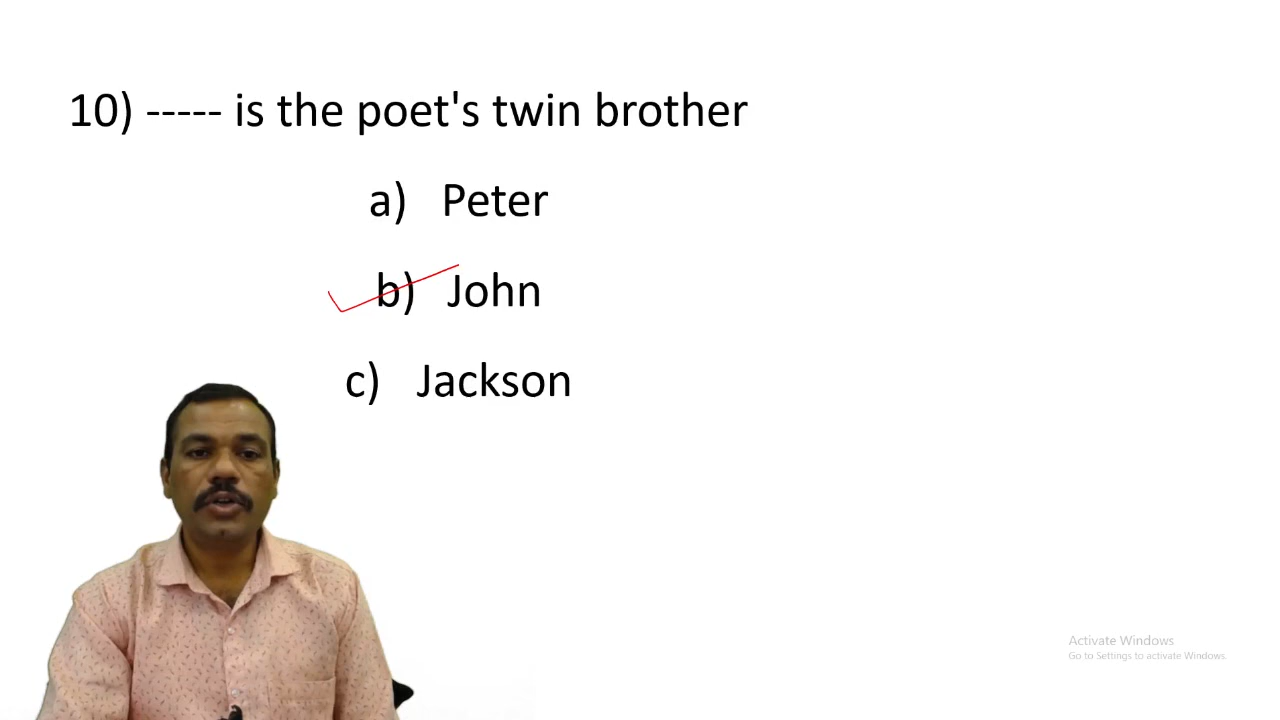 10) ----- is the poet's twin brother
a) Peter
b) John
c) Jackson
Activate Windows
Go to Settings to activate Windows.